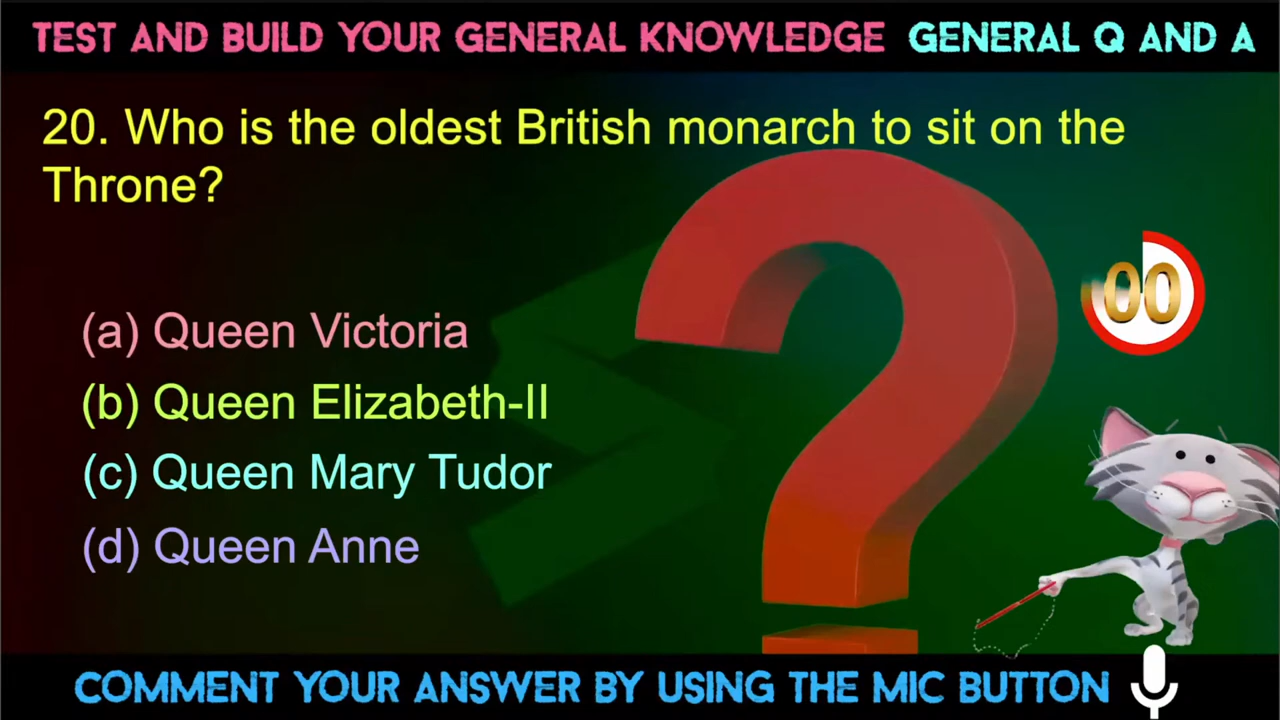 TEST AND BUILD YOUR GENERAL KNOWLEDGE GENERAL Q AND A
20. Who is the oldest British monarch to sit on the
Throne?
00
(a) Queen Victoria
(b) Queen Elizabeth-II
(c) Queen Mary Tudor
(d) Queen Anne
COMMENT YOUR ANSWER BY USING THE MIC BUTTON